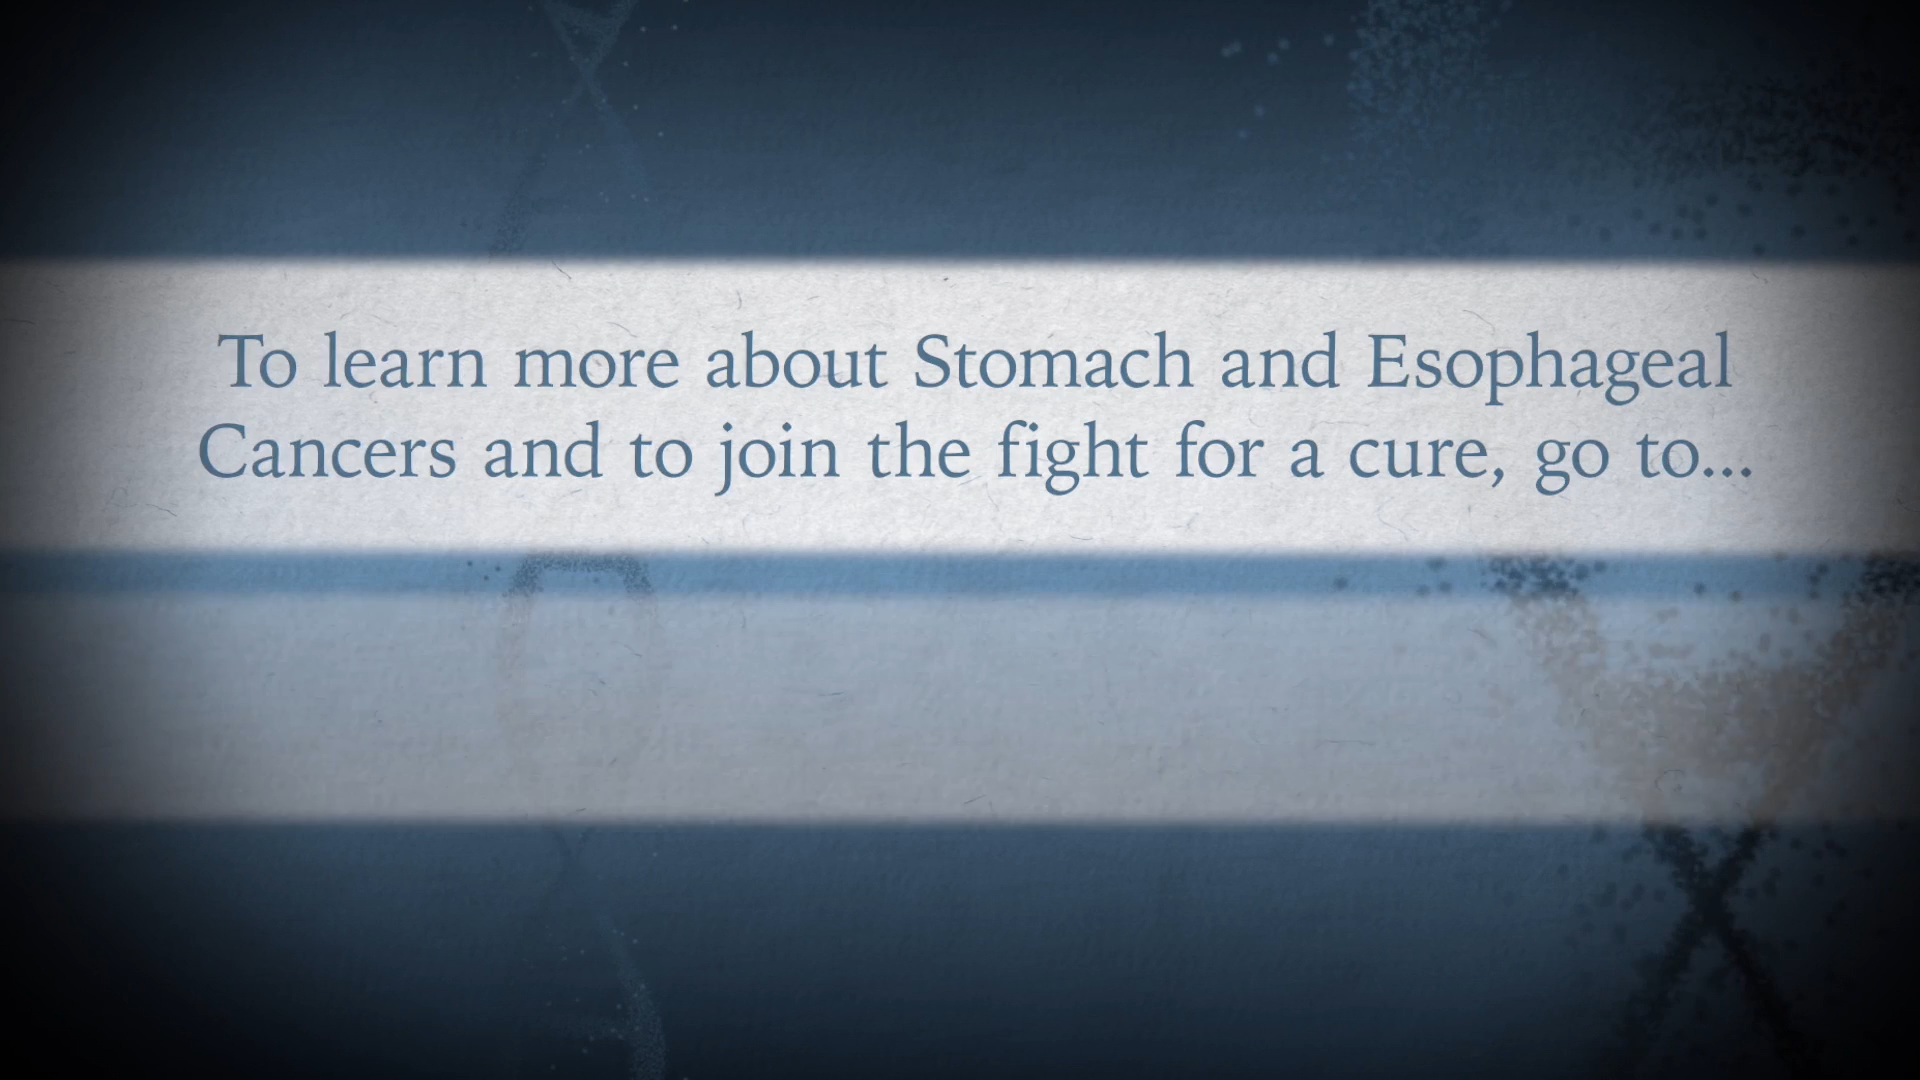 To learn more about Stomach and Esophageal
Cancers and to join the fight for a cure, go to...